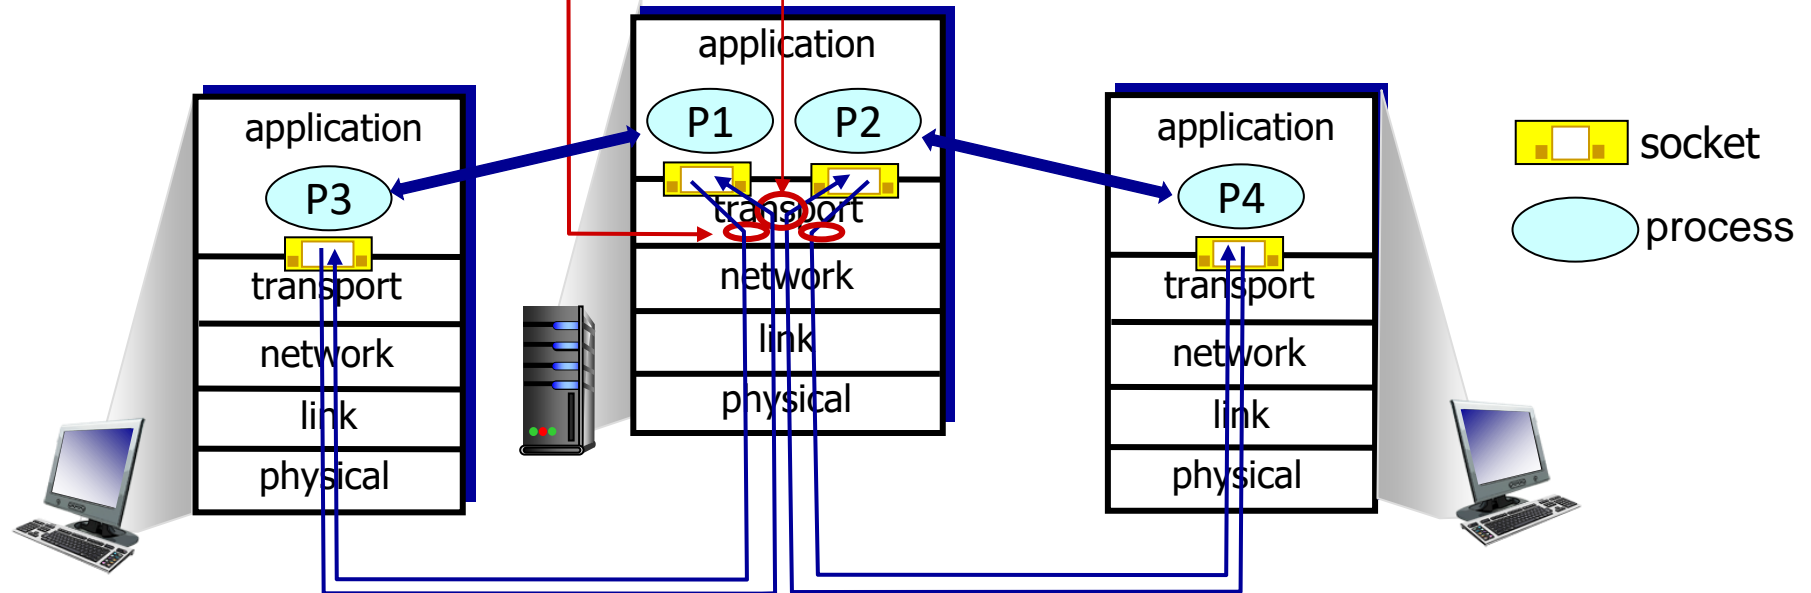 application
P1
P2
transport
network
link
physical
application
P3
transport
network
link
physical
application
P4
transport
network
link
physical
socket
process